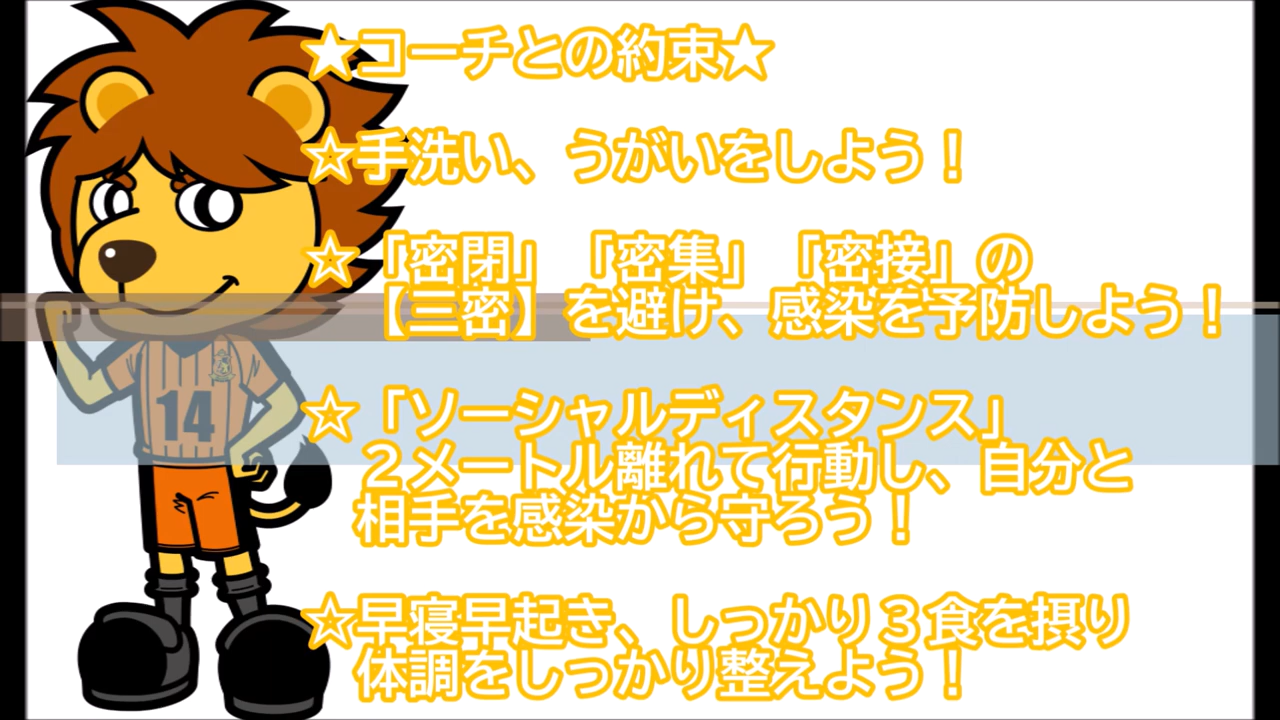 ★コーチとの約束★
☆手洗い、うがいをしよう！
☆「密閉」「密集」「密接」の
【三密】を避け、感染を予防しよう！
☆「ソーシャルディスタンス」
２メートル離れて行動し、自分と
相手を感染から守ろう！
☆早寝早起き、しっかり３食を摂り
体調をしっかり整えよう！
14